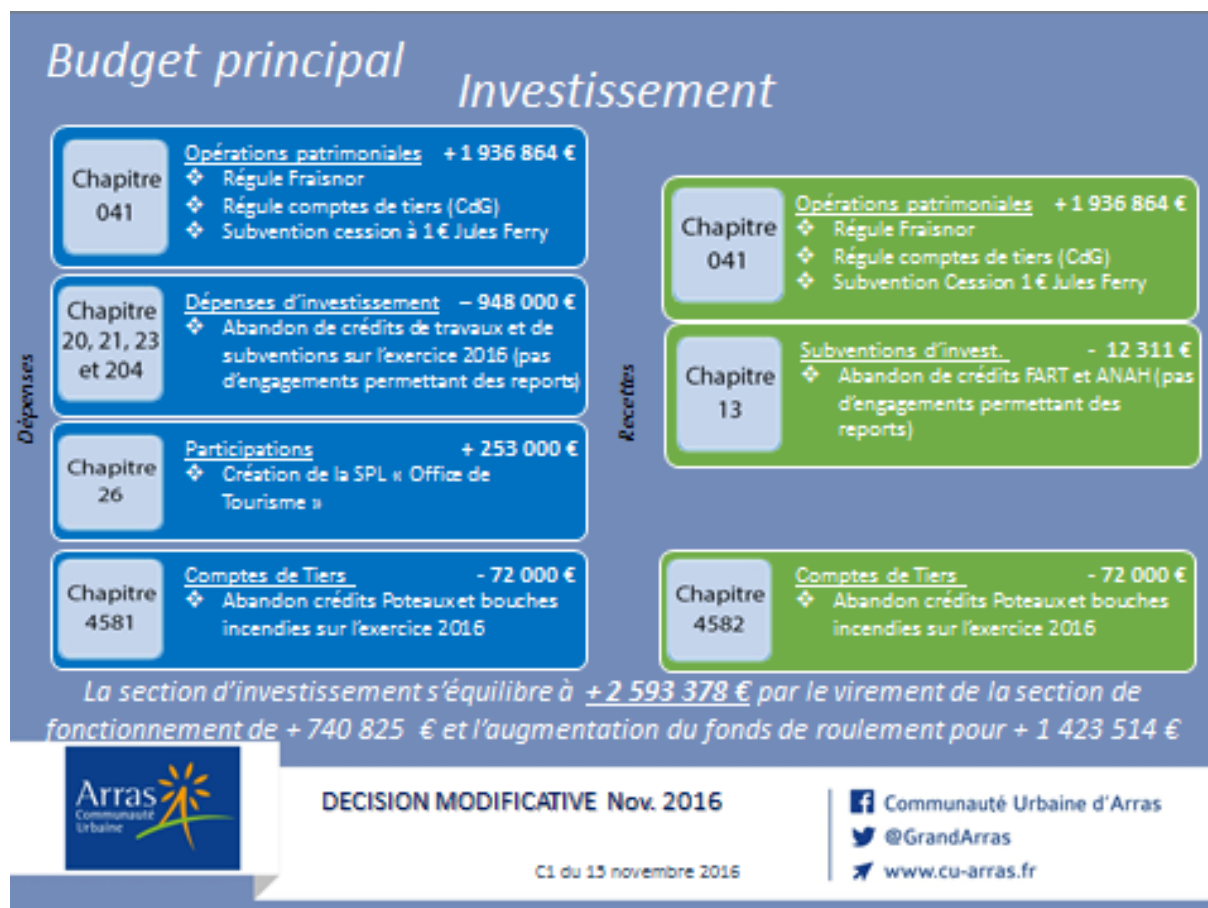 Budget principal
Investissement
Chapitre
041
Opérations patrimoniales + 1 936 864 €
❖ Régule Fraisnor
❖ Régule comptes de tiers (CdG)
❖ Subvention cession à 1 € Jules Ferry
Chapitre
20, 21, 23
et 204
Dépenses d'investissement – 948 000 €
❖ Abandon de crédits de travaux et de
subventions sur l'exercice 2016 (pas
d'engagements permettant des reports)
Chapitre
26
Participations + 253 000 €
❖ Création de la SPL « Office de
Tourisme »
Chapitre
4581
Comptes de Tiers - 72 000 €
❖ Abandon crédits Poteaux et bouches
incendies sur l'exercice 2016
Dépenses
Recettes
Chapitre
041
Opérations patrimoniales + 1 936 864 €
❖ Régule Fraisnor
❖ Régule comptes de tiers (CdG)
❖ Subvention Cession 1 € Jules Ferry
Chapitre
13
Subventions d'invest. - 12 311 €
❖ Abandon de crédits FART et ANAH (pas
d'engagements permettant des
reports)
Chapitre
4582
Comptes de Tiers - 72 000 €
❖ Abandon crédits Poteaux et bouches
incendies sur l'exercice 2016
La section d'investissement s'équilibre à + 2 593 378 € par le virement de la section de
fonctionnement de + 740 825 € et l'augmentation du fonds de roulement pour + 1 423 514 €
Arras
Communauté
Urbaine
DECISION MODIFICATIVE Nov. 2016
C1 du 15 novembre 2016
Communauté Urbaine d'Arras
@GrandArras
www.cu-arras.fr